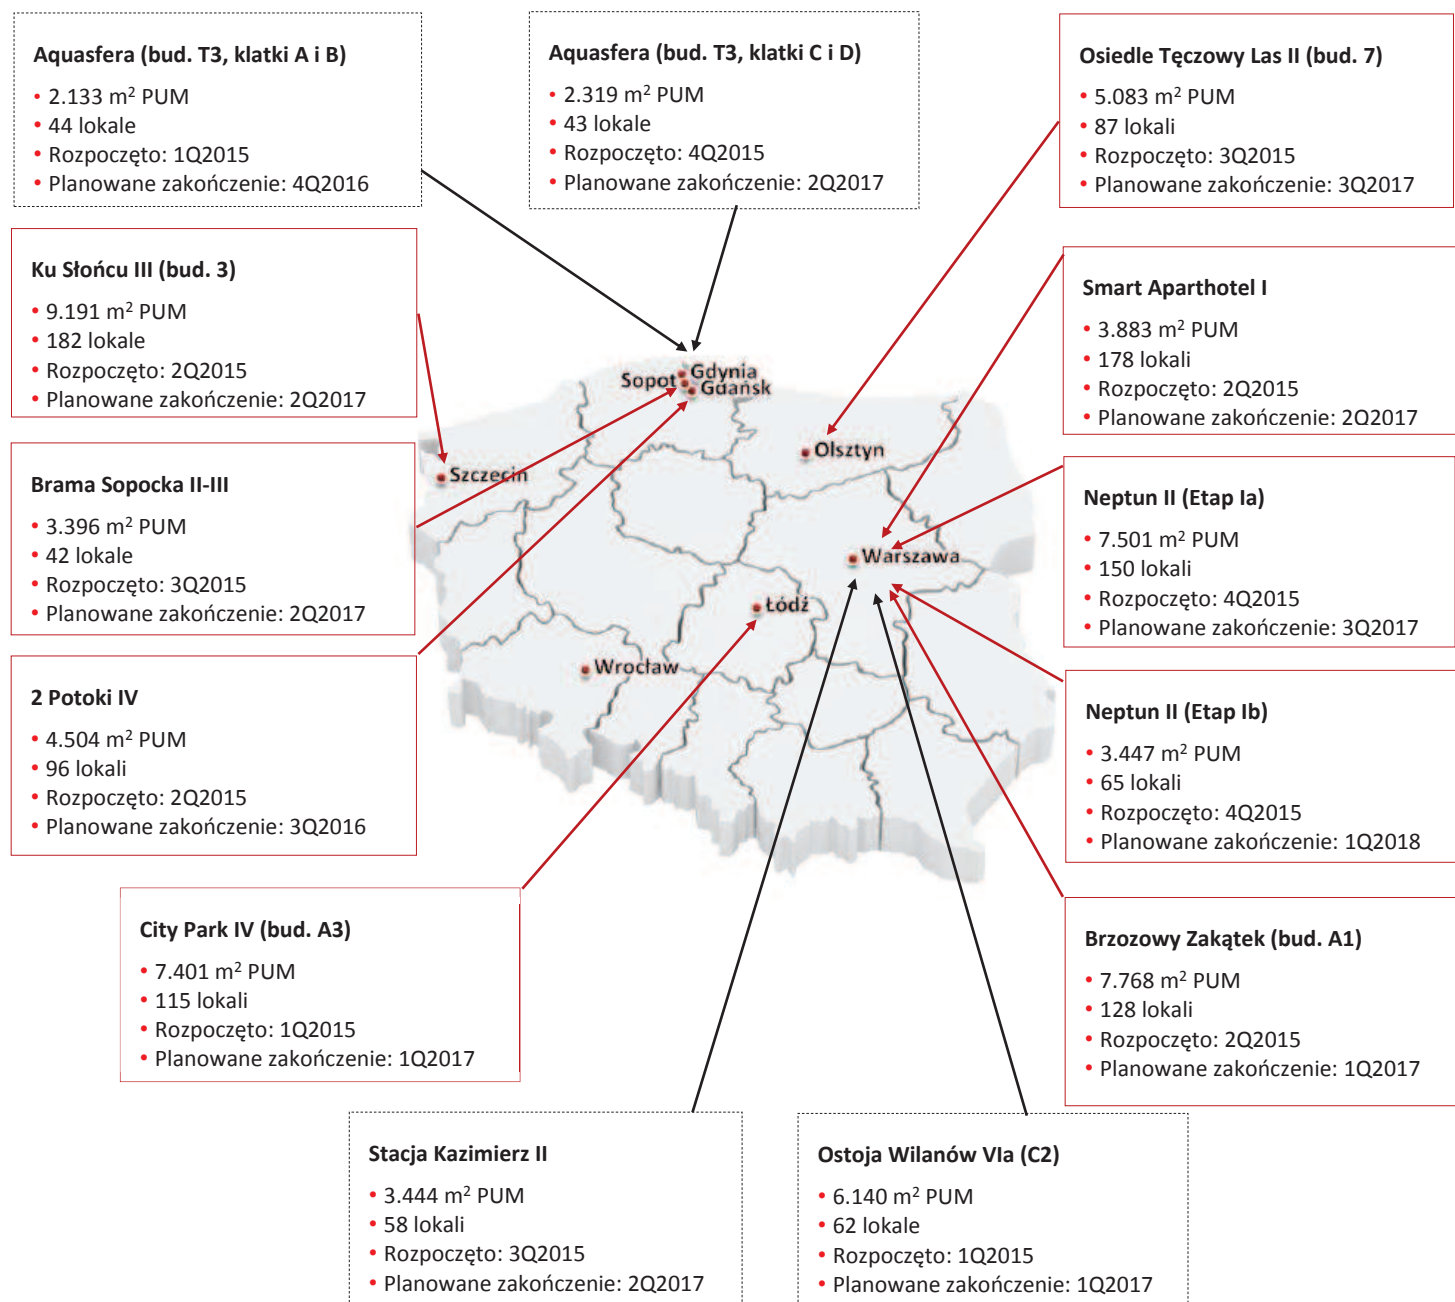 Aquasfera (bud. T3, klatki A i B)
• 2.133 m² PUM
• 44 lokale
• Rozpoczęto: 1Q2015
• Planowane zakończenie: 4Q2016
Aquasfera (bud. T3, klatki C i D)
• 2.319 m² PUM
• 43 lokale
• Rozpoczęto: 4Q2015
• Planowane zakończenie: 2Q2017
Osiedle Tęczowy Las II (bud. 7)
• 5.083 m² PUM
• 87 lokali
• Rozpoczęto: 3Q2015
• Planowane zakończenie: 3Q2017
Ku Słońcu III (bud. 3)
• 9.191 m² PUM
• 182 lokale
• Rozpoczęto: 2Q2015
• Planowane zakończenie: 2Q2017
Smart Aparthotel I
• 3.883 m² PUM
• 178 lokali
• Rozpoczęto: 2Q2015
• Planowane zakończenie: 2Q2017
Gdynia
Sopot
Gdańsk
Olsztyn
Szczecin
Warszawa
Łódź
Wrocław
Brama Sopocka II-III
• 3.396 m² PUM
• 42 lokale
• Rozpoczęto: 3Q2015
• Planowane zakończenie: 2Q2017
Neptun II (Etap Ia)
• 7.501 m² PUM
• 150 lokali
• Rozpoczęto: 4Q2015
• Planowane zakończenie: 3Q2017
2 Potoki IV
• 4.504 m² PUM
• 96 lokali
• Rozpoczęto: 2Q2015
• Planowane zakończenie: 3Q2016
Neptun II (Etap Ib)
• 3.447 m² PUM
• 65 lokali
• Rozpoczęto: 4Q2015
• Planowane zakończenie: 1Q2018
City Park IV (bud. A3)
• 7.401 m² PUM
• 115 lokali
• Rozpoczęto: 1Q2015
• Planowane zakończenie: 1Q2017
Brzozowy Zakątek (bud. A1)
• 7.768 m² PUM
• 128 lokali
• Rozpoczęto: 2Q2015
• Planowane zakończenie: 1Q2017
Stacja Kazimierz II
• 3.444 m² PUM
• 58 lokali
• Rozpoczęto: 3Q2015
• Planowane zakończenie: 2Q2017
Ostoja Wilanów VIa (C2)
• 6.140 m² PUM
• 62 lokale
• Rozpoczęto: 1Q2015
• Planowane zakończenie: 1Q2017